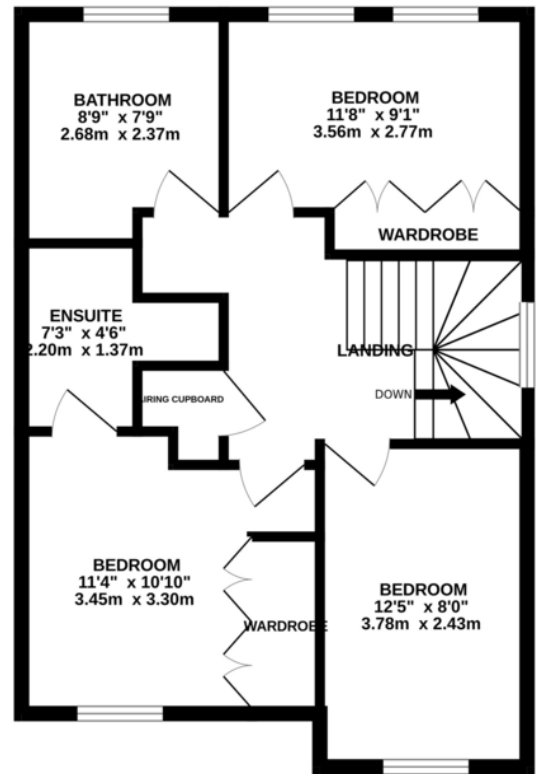 BATHROOM
8'9" x 7'9"
2.68m x 2.37m
BEDROOM
11'8" x 9'1"
3.56m x 2.77m
WARDROBE
ENSUITE
7'3" x 4'6"
2.20m x 1.37m
LANDING
DOWN
IRING CUPBOARD
BEDROOM
11'4" x 10'10"
3.45m x 3.30m
WARDROBE
BEDROOM
12'5" x 8'0"
3.78m x 2.43m